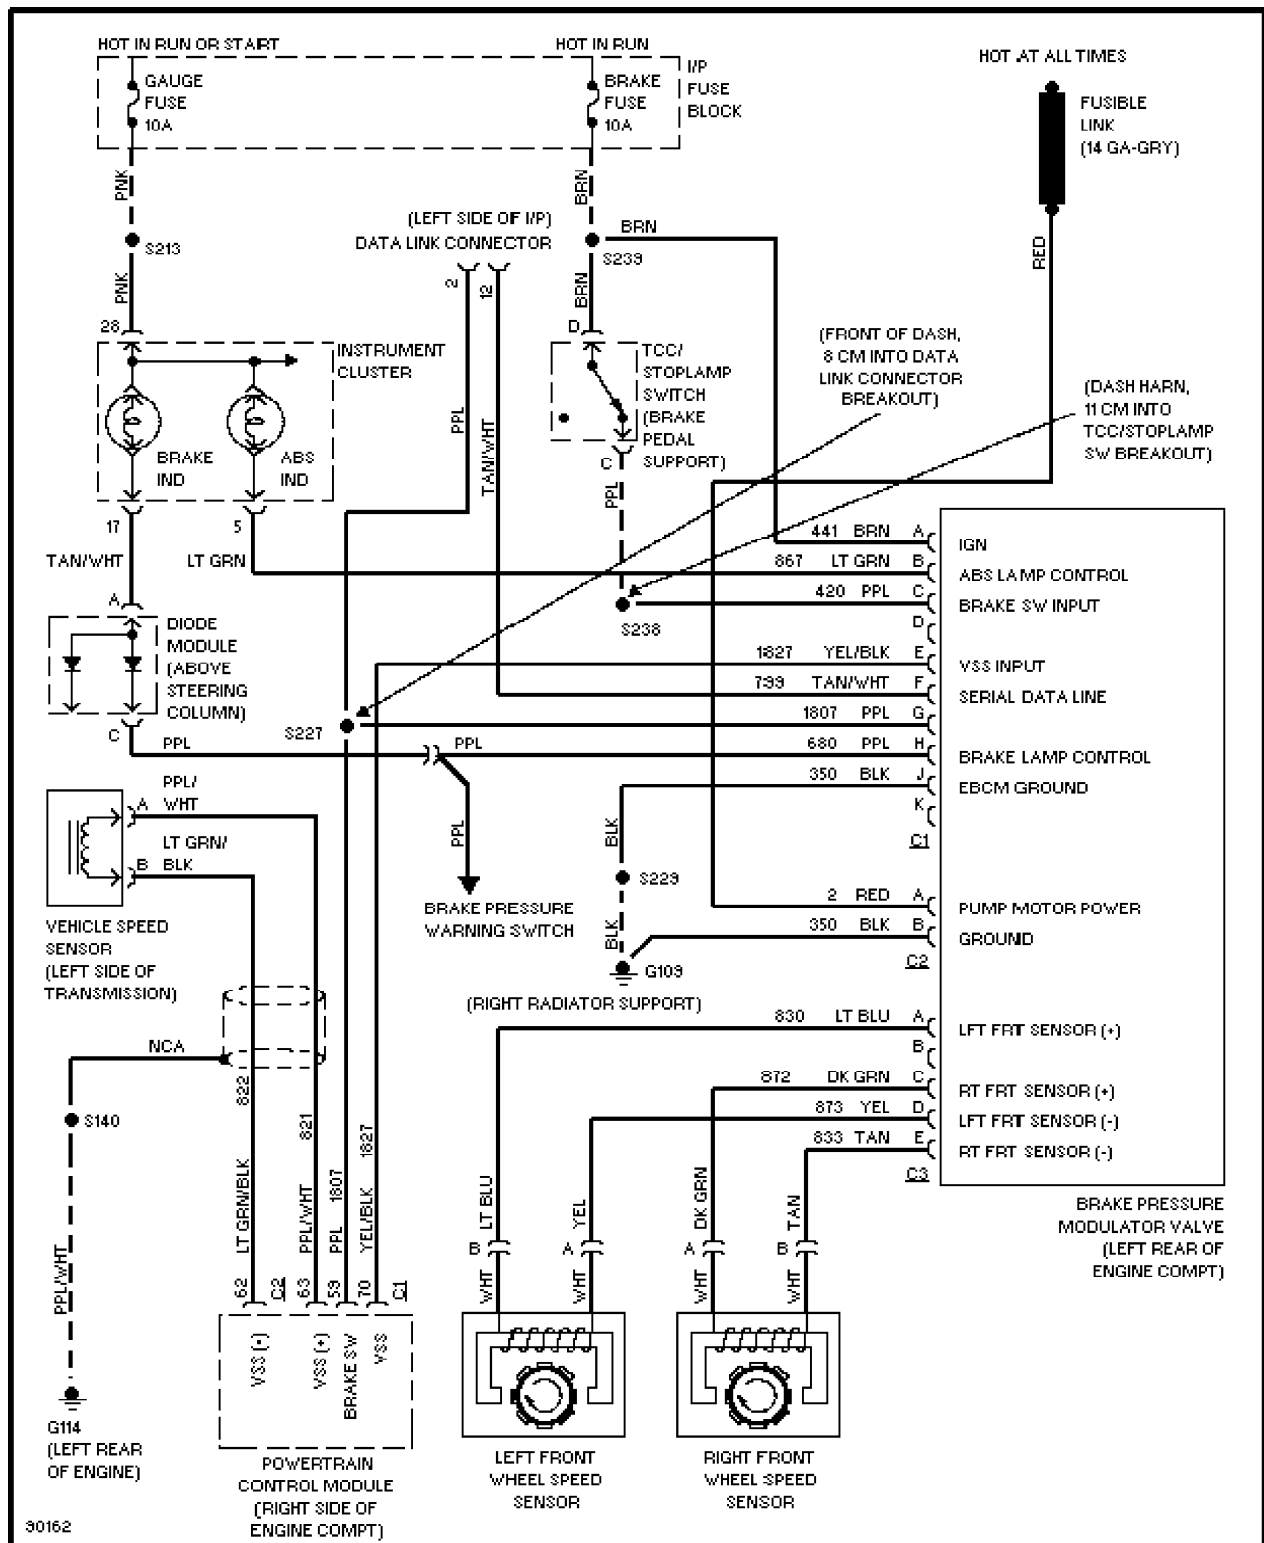 HOT IN RUN OR START
HOT IN RUN
HOT AT ALL TIMES
GAUGE
FUSE
10A
BRAKE
FUSE
10A
I/P
FUSE
BLOCK
FUSIBLE
LINK
(14 GA-GRY)
PNK
BRN
RED
(LEFT SIDE OF I/P)
DATA LINK CONNECTOR
S213
BRN
S239
PNK
BRN
2
12
28
D
INSTRUMENT
CLUSTER
TCC/
STOPLAMP
SWITCH
(BRAKE
PEDAL
SUPPORT)
(FRONT OF DASH,
8 CM INTO DATA
LINK CONNECTOR
BREAKOUT)
(DASH HARN,
11 CM INTO
TCC/STOPLAMP
SW BREAKOUT)
BRAKE
IND
ABS
IND
PPL
TAN/WHT
C
PPL
17
5
TAN/WHT
LT GRN
441 BRN A
IGN
867 LT GRN B
ABS LAMP CONTROL
420 PPL C
BRAKE SW INPUT
S238
D
A
DIODE
MODULE
(ABOVE
STEERING
COLUMN)
1827 YEL/BLK E
VSS INPUT
799 TAN/WHT F
SERIAL DATA LINE
S227
1807 PPL G
C
PPL
PPL
680 PPL H
BRAKE LAMP CONTROL
350 BLK J
EBCM GROUND
K
C1
PPL/
A WHT
LT GRN/
B BLK
PPL
BLK
S229
BLK
VEHICLE SPEED
SENSOR
(LEFT SIDE OF
TRANSMISSION)
BRAKE PRESSURE
WARNING SWITCH
2 RED A
PUMP MOTOR POWER
350 BLK B
GROUND
C2
G109
(RIGHT RADIATOR SUPPORT)
830 LT BLU A
LFT FRT SENSOR (+)
B
NCA
872 DK GRN C
RT FRT SENSOR (+)
873 YEL D
LFT FRT SENSOR (-)
833 TAN E
RT FRT SENSOR (-)
C3
S140
822
821
1807
1827
LT GRN/BLK
PPL/WHT
PPL
YEL/BLK
LT BLU
YEL
DK GRN
TAN
BRAKE PRESSURE
MODULATOR VALVE
(LEFT REAR OF
ENGINE COMPT)
B
A
A
B
WHT
WHT
WHT
WHT
PPL/WHT
62
C2
63
59
70
C1
VSS (-)
VSS (+)
BRAKE SW
VSS
G114
(LEFT REAR
OF ENGINE)
POWERTRAIN
CONTROL MODULE
(RIGHT SIDE OF
ENGINE COMPT)
LEFT FRONT
WHEEL SPEED
SENSOR
RIGHT FRONT
WHEEL SPEED
SENSOR
90162